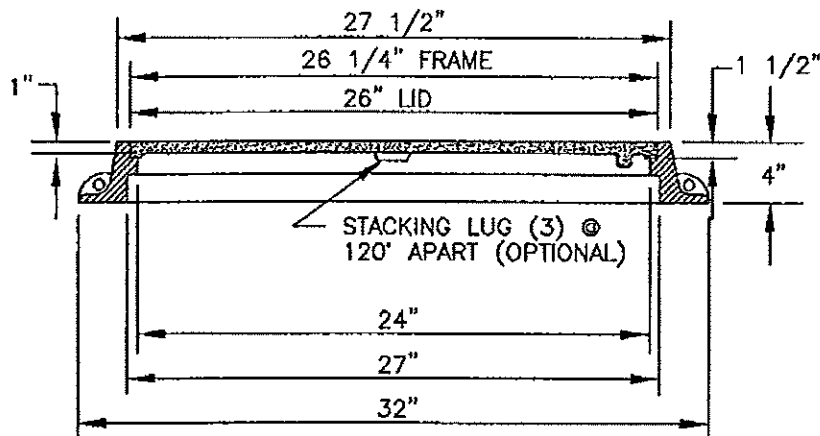 27 1/2"
26 1/4" FRAME
1 1/2"
1"
26" LID
4"
STACKING LUG (3) @
120' APART (OPTIONAL)
24"
27"
32"